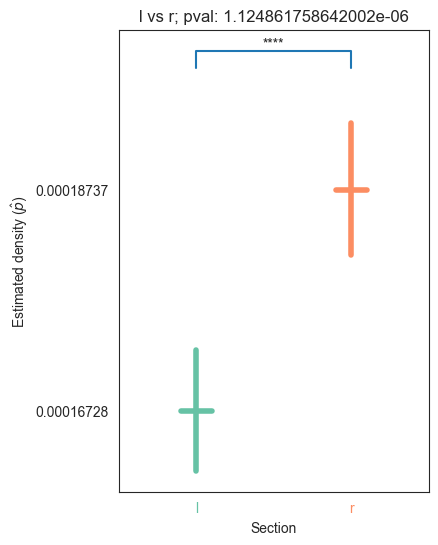 l vs r; pval: 1.124861758642002e-06
****
0.00018737
Estimated density (p̂)
0.00016728
l r
Section